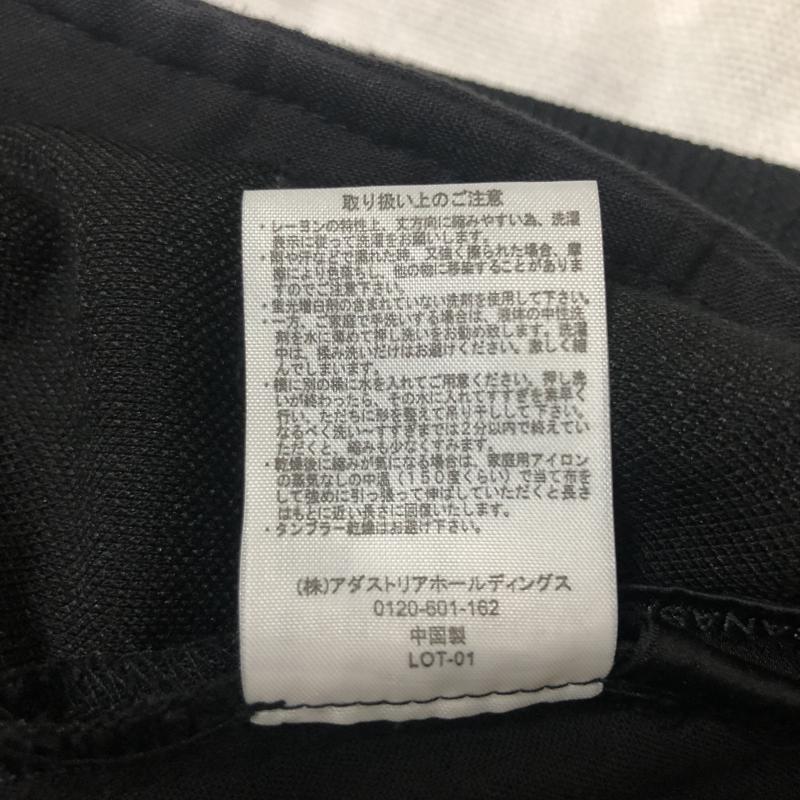 取り扱い上のご注意
・レーヨンの特性上、丈方向に縮みやすい為、洗濯
表示に従って洗濯をお願いします。
・雨や汗などで濡れた時、又強く擦られた場合、摩
擦により色落ちし、他の物に移染することがありま
すのでご注意下さい。
・蛍光増白剤の含まれていない洗剤を使用して下さい。
・一方、ご家庭で手洗いする場合は、液体の中性洗
剤を水に薄めて押し洗いをお勧め致します。洗濯
中は、揉み洗いだけはお避けください。激しく縮
んでしまいます。
・横に別の桶に水を入れてご用意ください。押し洗
いが終わったら、その水に入れてすすぎを素早く
行い、ただちに形を整えて吊り干しして下さい。
なるべく洗い〜すすぎまでは2分以内で終えてい
ただくと、縮みも少なくすみます。
・乾燥後に縮みが気になる場合は、家庭用アイロン
の蒸気なしの中温（150度くらい）で当て布を
して強めに引っ張って伸ばしていただくと長さ
はもとに近い長さに回復いたします。
・タンブラー乾燥はお避け下さい。
(株)アダストリアホールディングス
0120-601-162
中国製
LOT-01